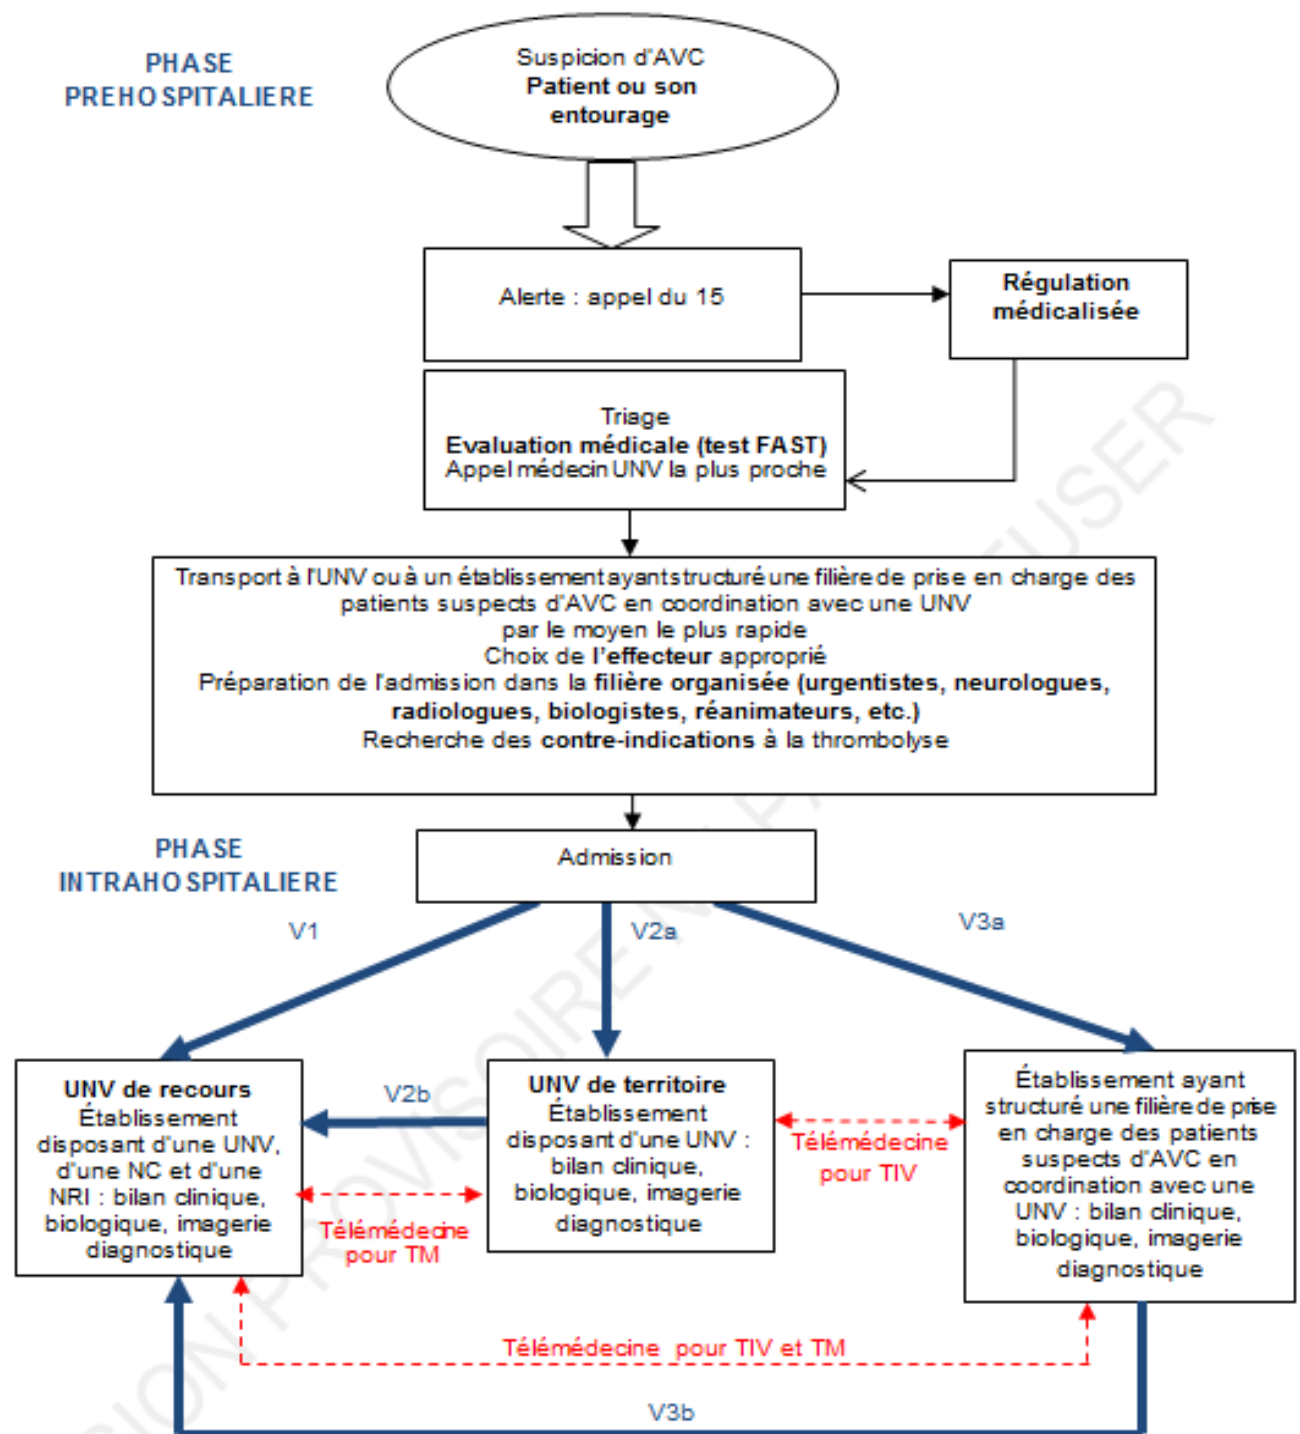 PHASE
PREHOSPITALIERE
Suspicion d'AVC
Patient ou son
entourage
Alerte : appel du 15
Régulation
médicalisée
Triage
Evaluation médicale (test FAST)
Appel médecin UNV la plus proche
Transport à l'UNV ou à un établissement ayant structuré une filière de prise en charge des
patients suspects d'AVC en coordination avec une UNV
par le moyen le plus rapide
Choix de l'effecteur approprié
Préparation de l'admission dans la filière organisée (urgentistes, neurologues,
radiologues, biologistes, réanimateurs, etc.)
Recherche des contre-indications à la thrombolyse
PHASE
INTRAHOSPITALIERE
Admission
V1
V2a
V3a
UNV de recours
Établissement
disposant d'une UNV,
d'une NC et d'une
NRI : bilan clinique,
biologique, imagerie
diagnostique
V2b
UNV de territoire
Établissement
disposant d'une UNV :
bilan clinique,
biologique, imagerie
diagnostique
Télémédecine
pour TIV
Établissement ayant
structuré une filière de prise
en charge des patients
suspects d'AVC en
coordination avec une
UNV : bilan clinique,
biologique, imagerie
diagnostique
Télémédecine
pour TM
Télémédecine pour TIV et TM
V3b